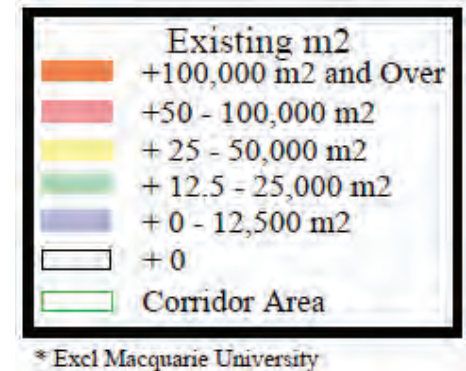 Existing m2
+100,000 m2 and Over
+50 - 100,000 m2
+ 25 - 50,000 m2
+ 12.5 - 25,000 m2
+ 0 - 12,500 m2
+ 0
Corridor Area
* Excl Macquarie University